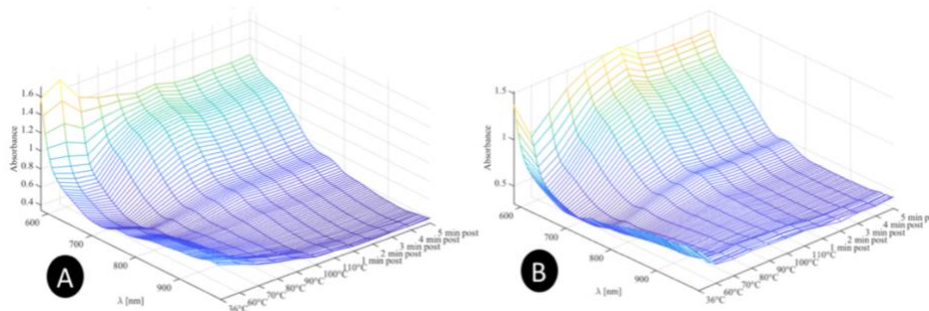 1.6
1.4
1.2
1
0.8
0.6
0.4
Absorbance
600
700
800
900
λ [nm]
36°C
60°C
70°C
80°C
90°C
100°C
110°C
1 min post
2 min post
3 min post
4 min post
5 min post
A
1.5
1
0.5
Absorbance
600
700
800
900
λ [nm]
36°C
60°C
70°C
80°C
90°C
100°C
110°C
1 min post
2 min post
3 min post
4 min post
5 min post
B